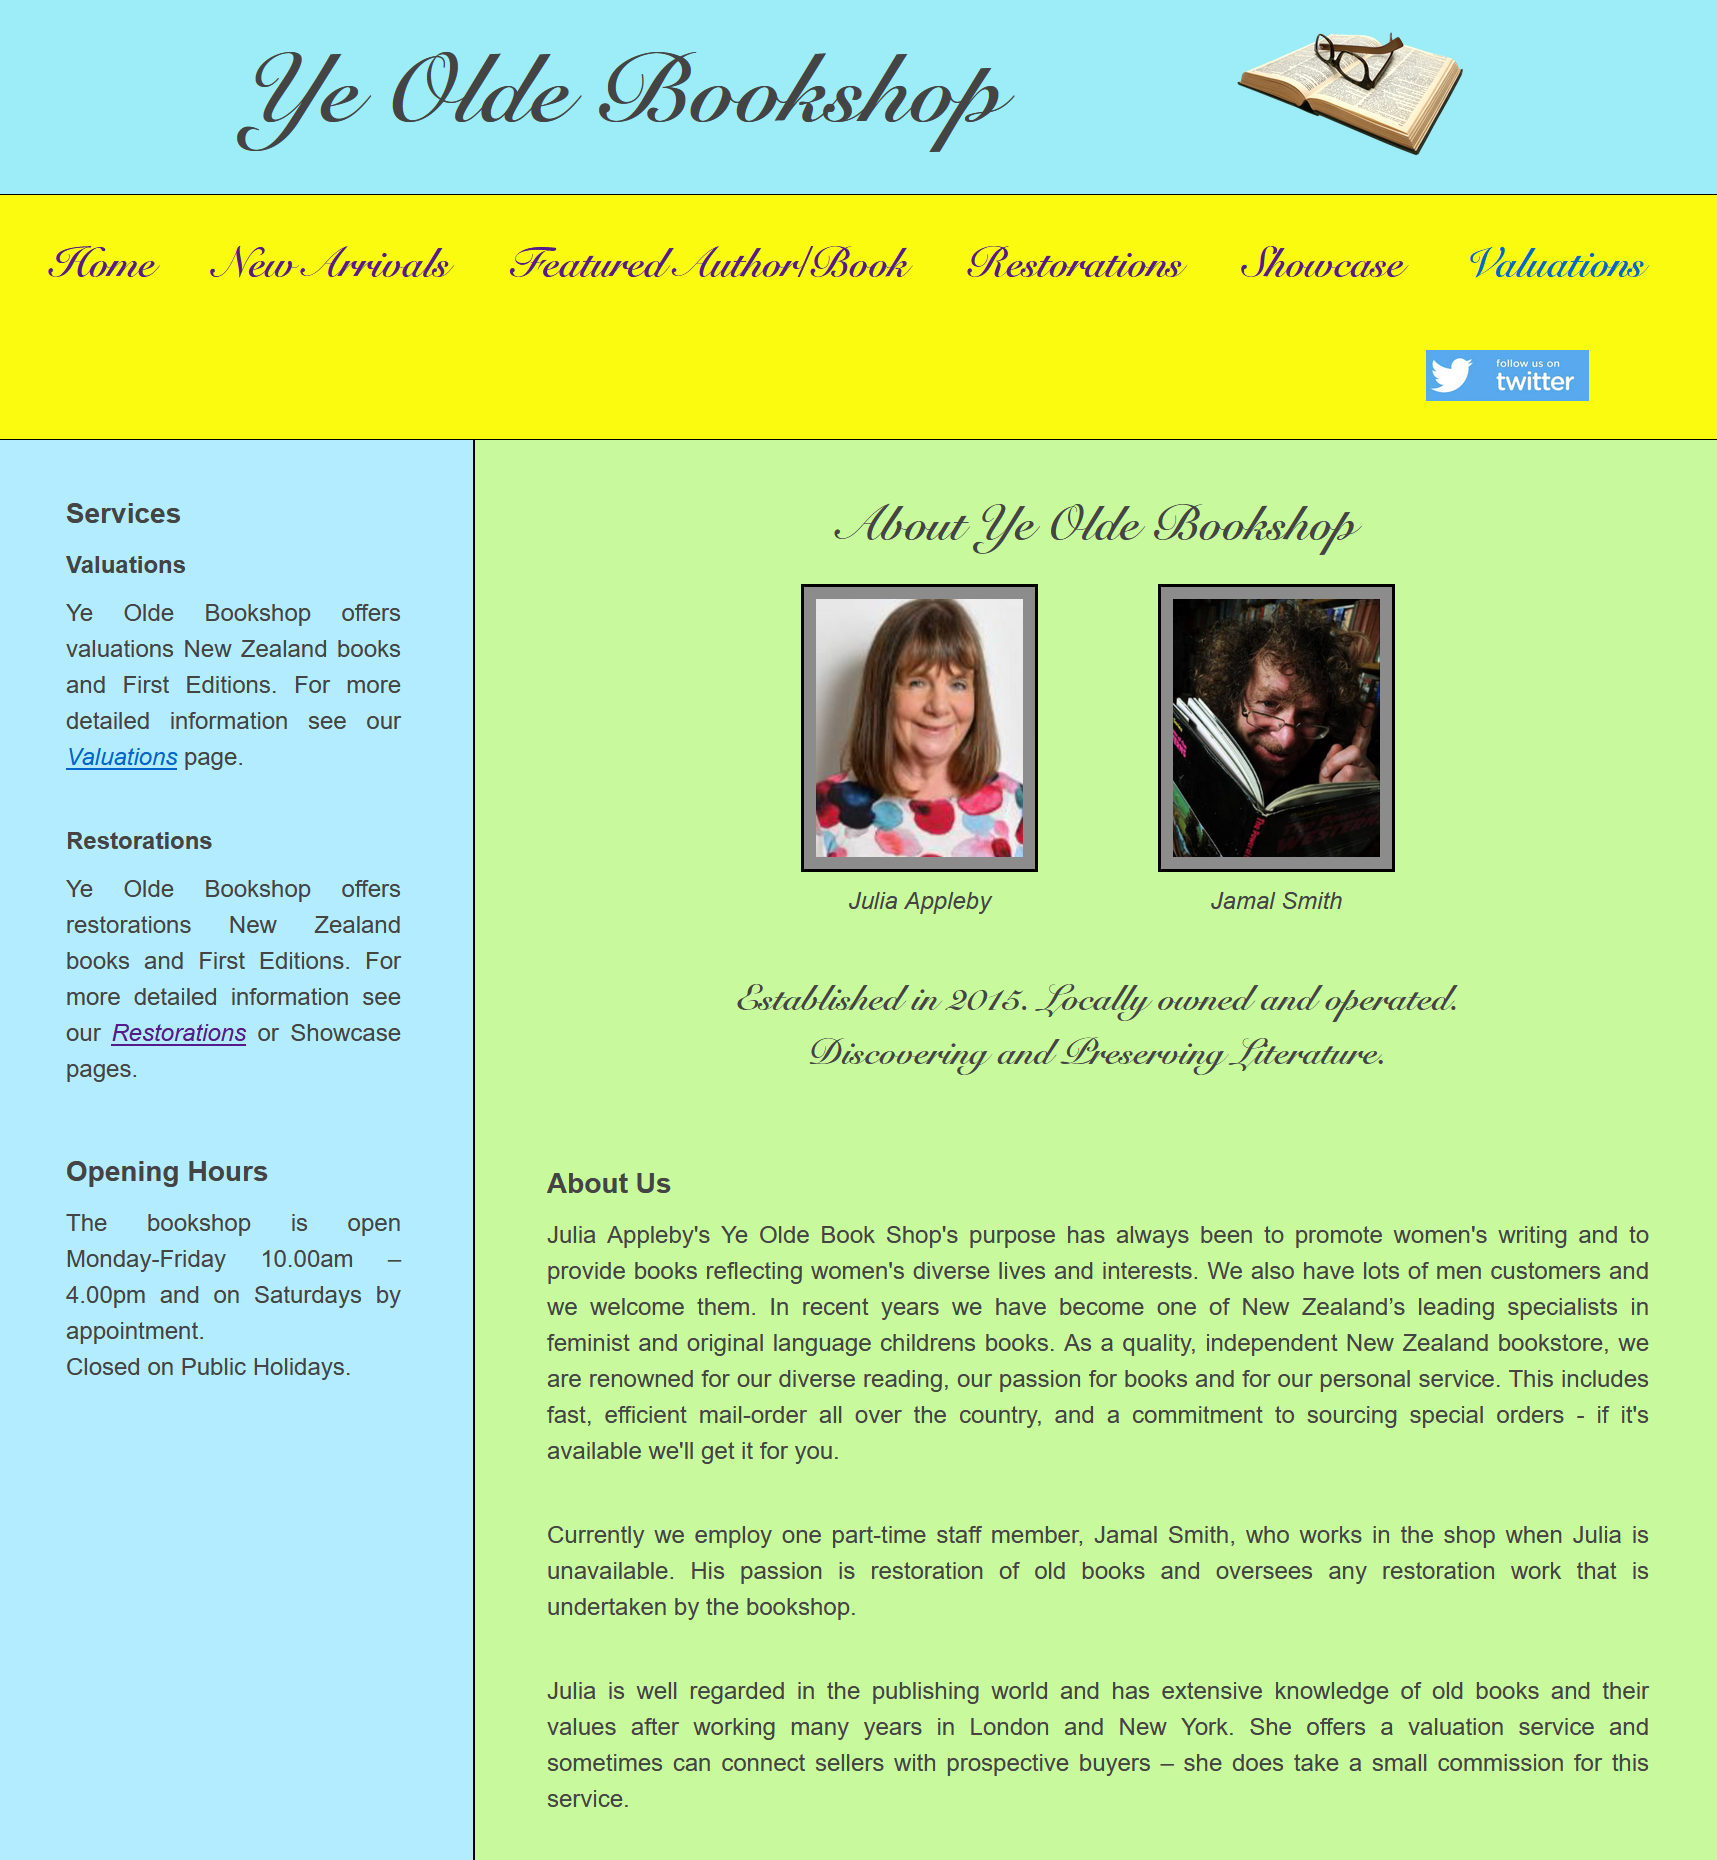 Ye Olde Bookshop
Home New Arrivals Featured Author/Book Restorations Showcase Valuations
follow us on
twitter
Services
Valuations
Ye Olde Bookshop offers
valuations New Zealand books
and First Editions. For more
detailed information see our
Valuations page.
Restorations
Ye Olde Bookshop offers
restorations New Zealand
books and First Editions. For
more detailed information see
our Restorations or Showcase
pages.
Opening Hours
The bookshop is open
Monday-Friday 10.00am –
4.00pm and on Saturdays by
appointment.
Closed on Public Holidays.
About Ye Olde Bookshop
Julia Appleby
Jamal Smith
Established in 2015. Locally owned and operated.
Discovering and Preserving Literature.
About Us
Julia Appleby's Ye Olde Book Shop's purpose has always been to promote women's writing and to
provide books reflecting women's diverse lives and interests. We also have lots of men customers and
we welcome them. In recent years we have become one of New Zealand’s leading specialists in
feminist and original language childrens books. As a quality, independent New Zealand bookstore, we
are renowned for our diverse reading, our passion for books and for our personal service. This includes
fast, efficient mail-order all over the country, and a commitment to sourcing special orders - if it's
available we'll get it for you.
Currently we employ one part-time staff member, Jamal Smith, who works in the shop when Julia is
unavailable. His passion is restoration of old books and oversees any restoration work that is
undertaken by the bookshop.
Julia is well regarded in the publishing world and has extensive knowledge of old books and their
values after working many years in London and New York. She offers a valuation service and
sometimes can connect sellers with prospective buyers – she does take a small commission for this
service.